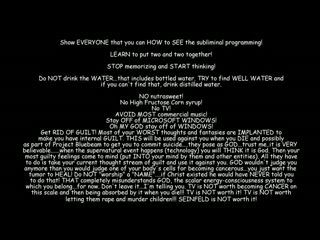 Show EVERYONE that you can HOW TO SEE the subliminal programming!
LEARN to put two and two together!
STOP memorizing and START thinking!
Do NOT drink the WATER...that includes bottled water. TRY to find WELL WATER and
if you can't find that, drink distilled water.
NO nutrasweet!
No High Fructose Corn syrup!
No TV!
AVOID MOST commercial music!
Stay OFF of MICROSOFT WINDOWS!
OH MY GOD stay off of WINDOWS!
Get RID OF GUILT! Most of your WORST thoughts and fantasies are IMPLANTED to
make you have internal GUILT. THIS will be used against you when you DIE and possibly
as part of Project Bluebeam to get you to commit suicide....they pose as GOD...trust me..it is VERY
believable.....when the supernatural event happens (technology) you will THINK it is God. Then your
most guilty feelings come to mind (put INTO your mind by them and other entities) All they have
to do is take your current thought stream of guilt and use it against you. GOD wouldn't judge you
anymore than you would judge one of your body's cells for becoming cancerous...you just want the
tumor to HEAL! Do NOT "worship" a "NAME"...if Christ existed he would have NEVER told you
to do THAT! That COMPLETELY misunderstands GOD, the scalar-energy-consciousness system to
which you belong...for now. Don't leave it...I'm telling you. TV is NOT worth becoming CANCER on
this scale and then being absorbed by it when you die!! TV is NOT worth it! TV is NOT worth
letting them rape and murder children!!! SEINFELD is NOT worth it!